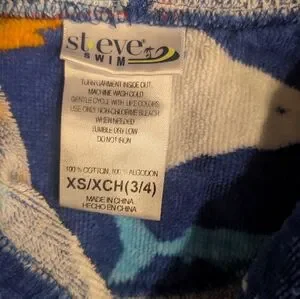 st.eve
SWIM
TURN GARMENT INSIDE OUT
MACHINE WASH COLD
GENTLE CYCLE WITH LIKE COLORS
USE ONLY NON-CHLORINE BLEACH
WHEN NEEDED
TUMBLE DRY LOW
DO NOT IRON
100% COTTON, 100% ALGODON
XS/XCH(3/4)
MADE IN CHINA
HECHO EN CHINA